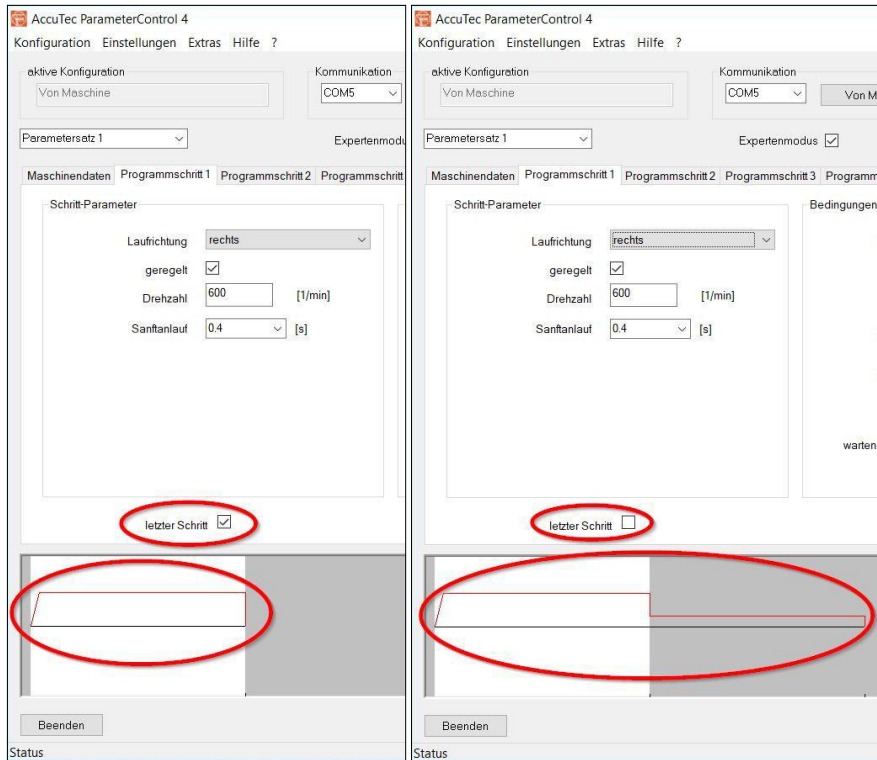 AccuTec ParameterControl 4
Konfiguration Einstellungen Extras Hilfe ?
aktive Konfiguration
Kommunikation
Von Maschine
COM5
Parametersatz 1
Expertenmodu
Maschinendaten Programmschritt 1 Programmschritt 2 Programmschritt
Schritt-Parameter
Laufrichtung rechts
geregelt
Drehzahl 600 [1/min]
Sanftanlauf 0.4 [s]
letzter Schritt
Beenden
Status
AccuTec ParameterControl 4
Konfiguration Einstellungen Extras Hilfe ?
aktive Konfiguration
Kommunikation
Von Maschine
COM5
Von M
Parametersatz 1
Expertenmodus
Maschinendaten Programmschritt 1 Programmschritt 2 Programmschritt 3 Programm
Schritt-Parameter
Bedingungen
Laufrichtung rechts
geregelt
Drehzahl 600 [1/min]
Sanftanlauf 0.4 [s]
warten
letzter Schritt
Beenden
Status